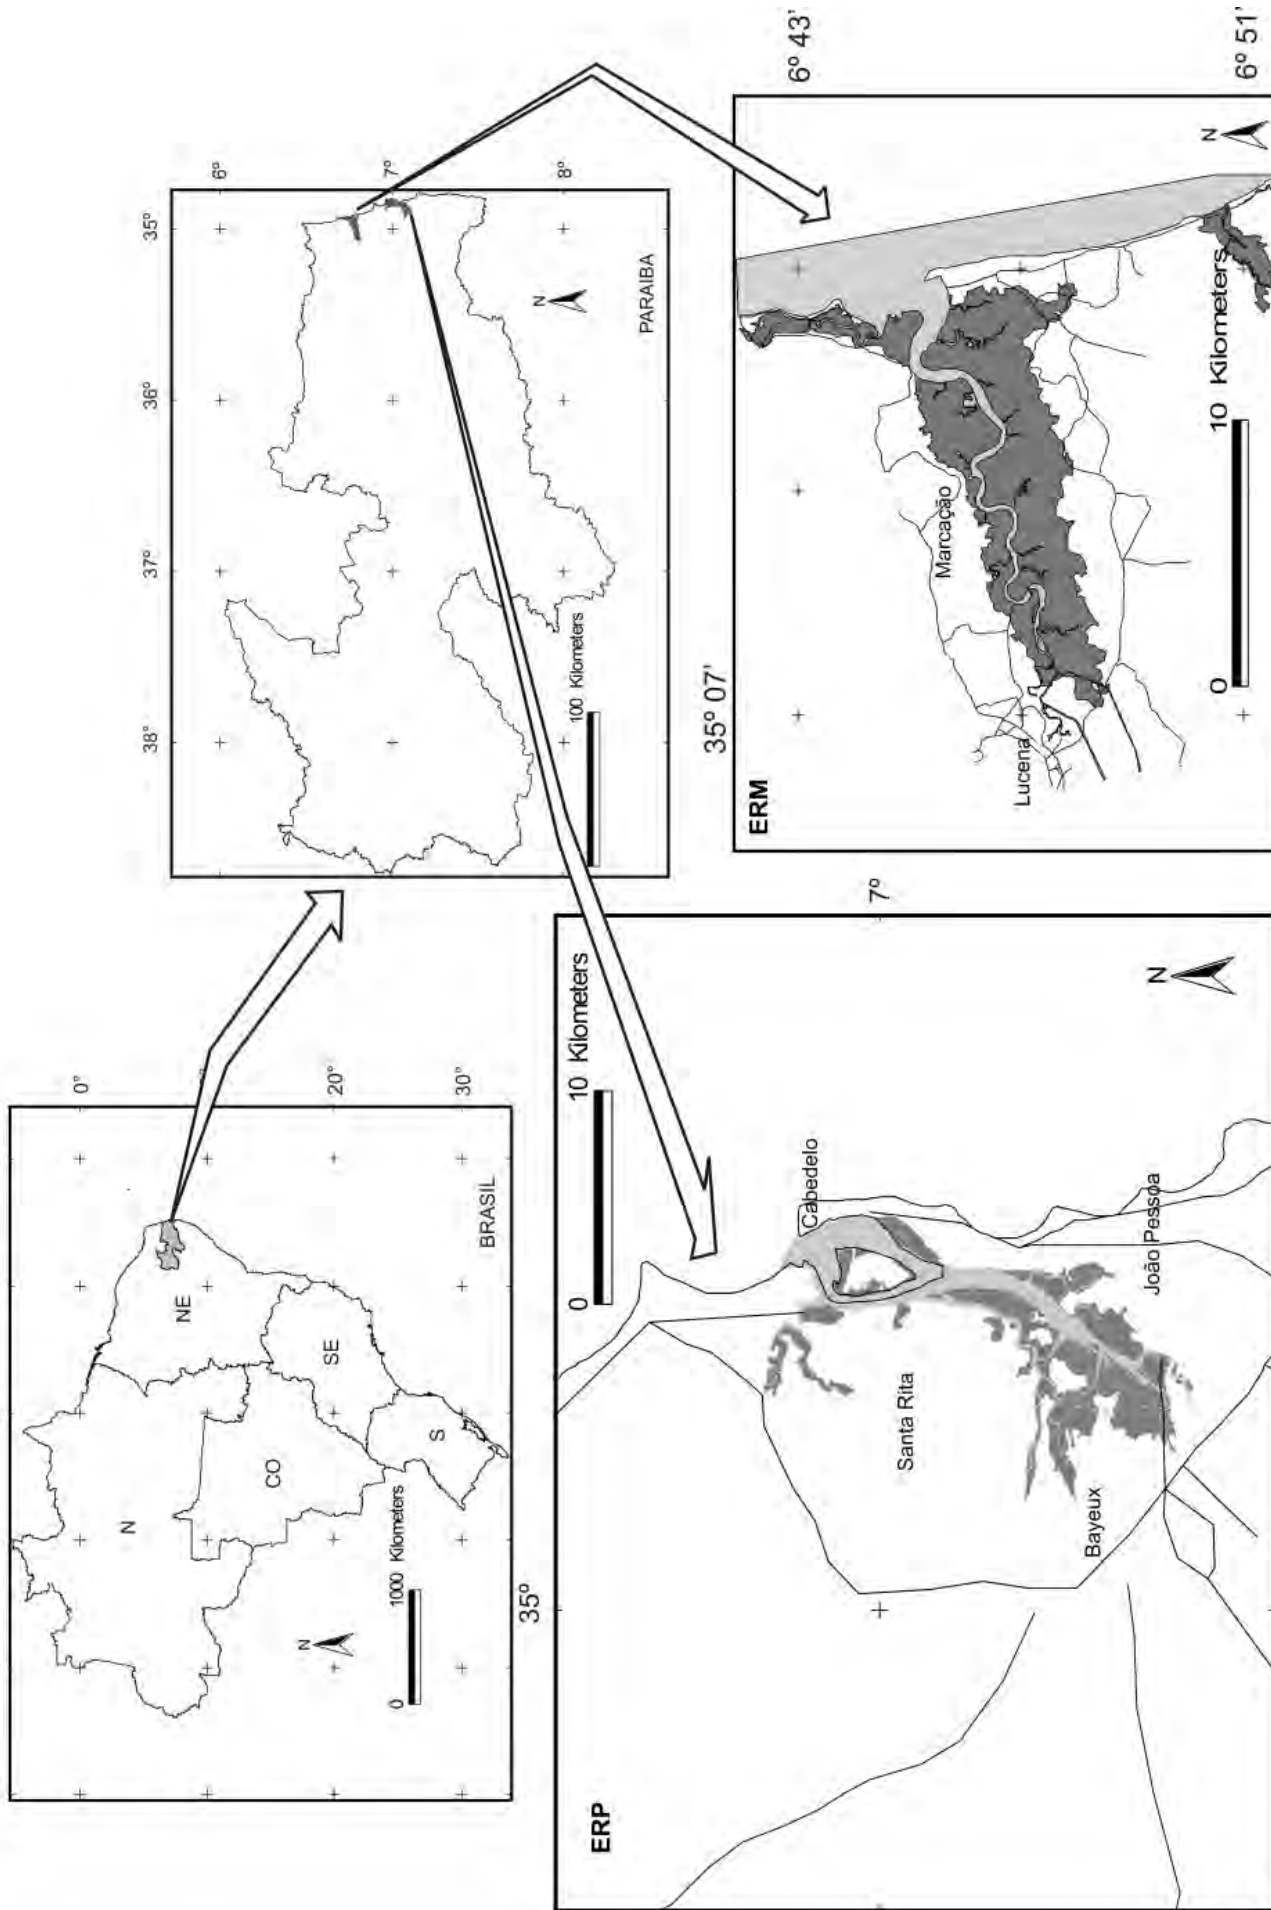 BRASIL
N
NE
CO
SE
S
0°
20°
30°
N
0 1000 Kilometers
PARAIBA
38° 37° 36° 35°
6°
7°
8°
N
100 Kilometers
ERP
35°
7°
0 10 Kilometers
Cabedelo
Santa Rita
João Pessoa
Bayeux
N
ERM
35° 07'
6° 43'
6° 51'
Marcação
Lucena
0 10 Kilometers
N